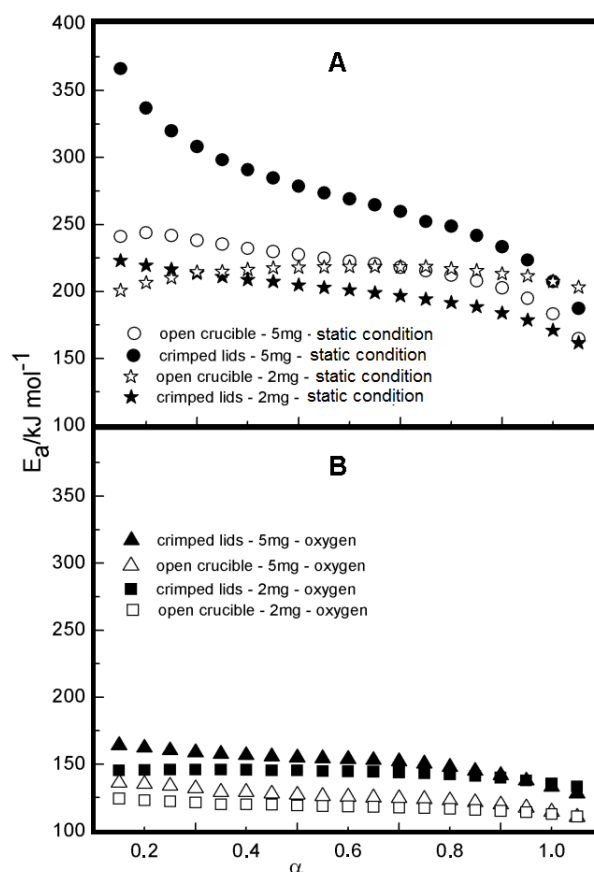 400
A
350
300
250
200
open crucible - 5mg - static condition
150
crimped lids - 5mg - static condition
open crucible - 2mg - static condition
crimped lids - 2mg - static condition
100
Eₐ/kJ mol⁻¹
B
350
300
crimped lids - 5mg - oxygen
open crucible - 5mg - oxygen
crimped lids - 2mg - oxygen
open crucible - 2mg - oxygen
250
200
150
100
0.2 0.4 0.6 0.8 1.0
α